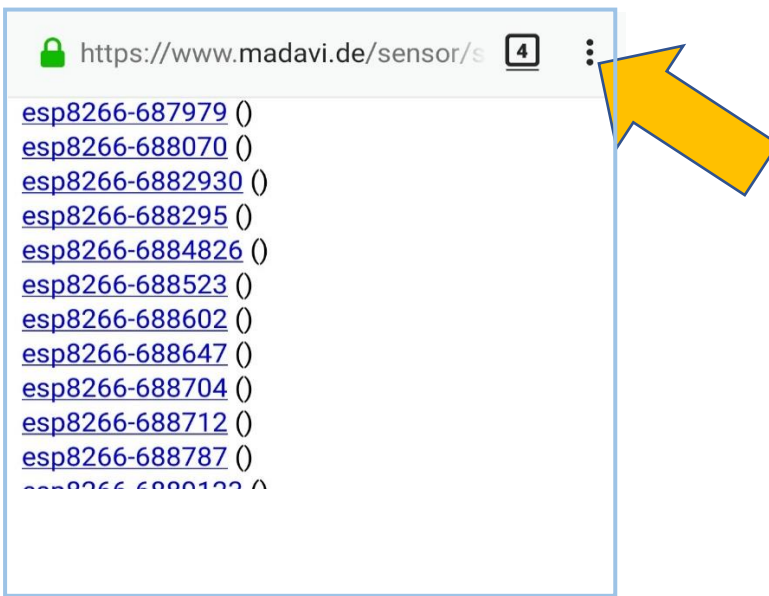 https://www.madavi.de/sensor/s 4
esp8266-687979 ()
esp8266-688070 ()
esp8266-6882930 ()
esp8266-688295 ()
esp8266-6884826 ()
esp8266-688523 ()
esp8266-688602 ()
esp8266-688647 ()
esp8266-688704 ()
esp8266-688712 ()
esp8266-688787 ()